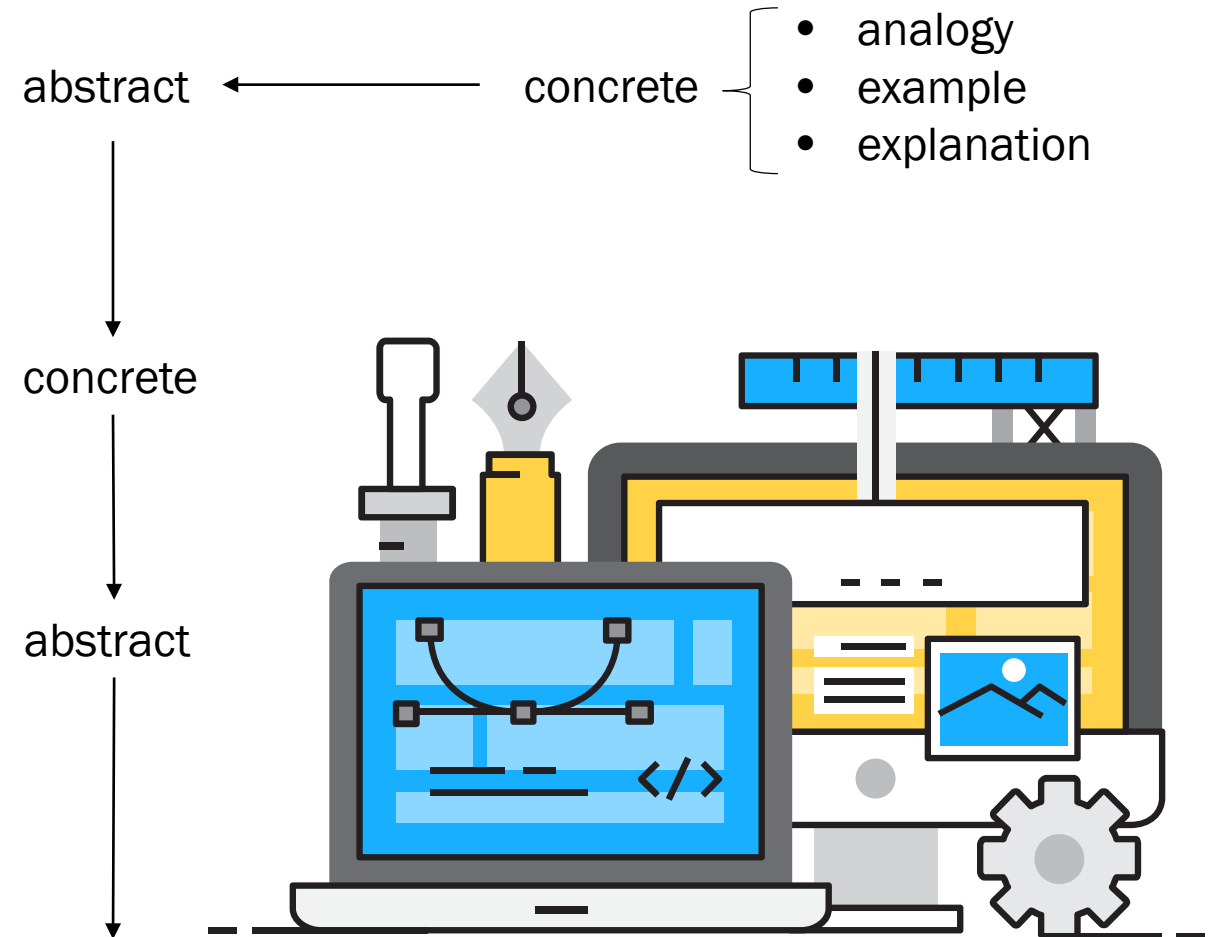 • analogy
abstract concrete • example
• explanation
concrete
abstract
</>